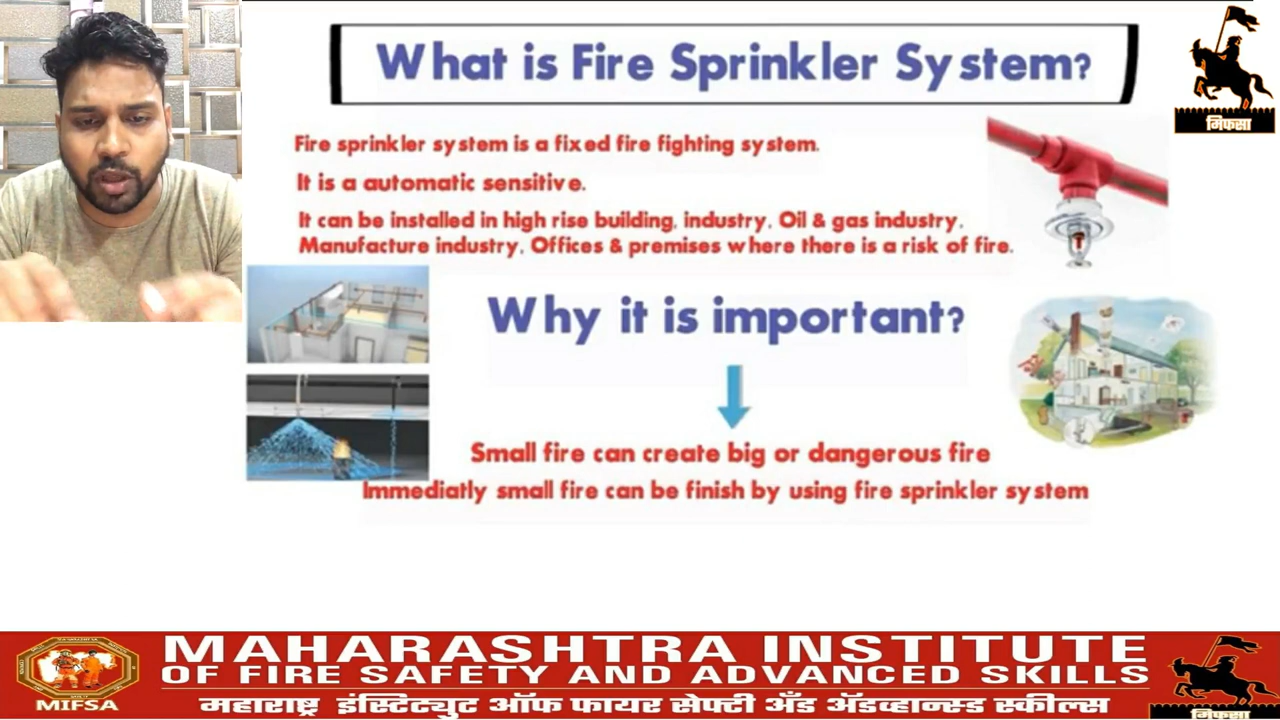 What is Fire Sprinkler System?
मिफसा
Fire sprinkler system is a fixed fire fighting system.
It is a automatic sensitive.
It can be installed in high rise building, industry, Oil & gas industry,
Manufacture industry, Offices & premises where there is a risk of fire.
Why it is important?
Small fire can create big or dangerous fire
Immediatly small fire can be finish by using fire sprinkler system
MAHARASHTRA INSTITUTE
OF FIRE SAFETY AND ADVANCED SKILLS
MIFSA
महाराष्ट्र इंस्टिट्युट ऑफ फायर सेफ्टी अँड अ‍ॅडव्हान्स्ड स्कील्स
मिफसा